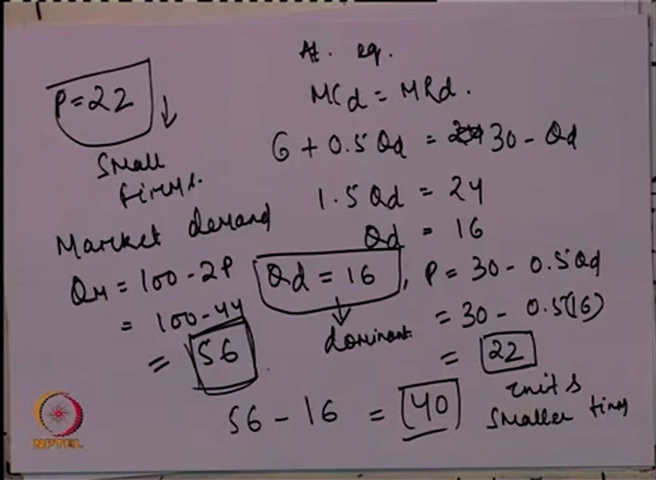 At. eq.
MCd = MRd.
6 + 0.5Qd = 30 - Qd
1.5Qd = 24
Qd = 16
Qd = 16, P = 30 - 0.5Qd
dominant = 30 - 0.5(16)
= 22
P = 22
Small
firms.
Market demand
QM = 100 - 2P
= 100 - 44
= 56
56 - 16 = 40 units
smaller firms
NPTEL